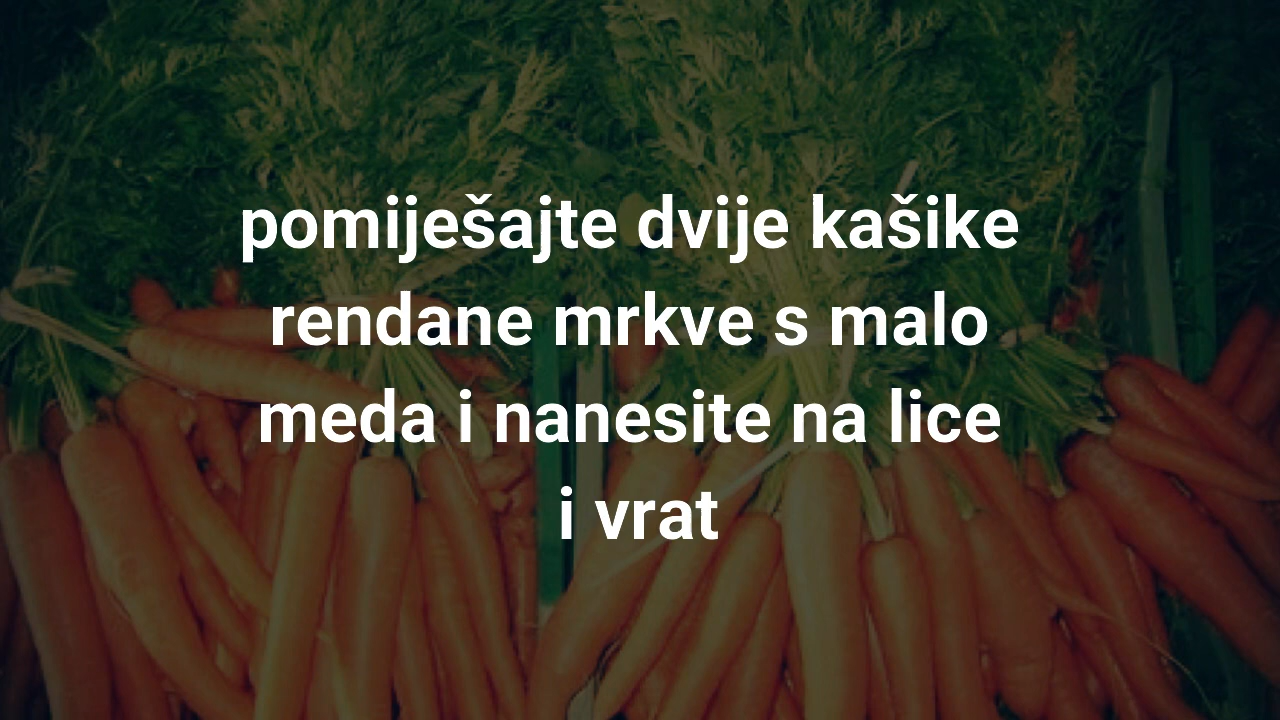 pomiješajte dvije kašike
rendane mrkve s malo
meda i nanesite na lice
i vrat